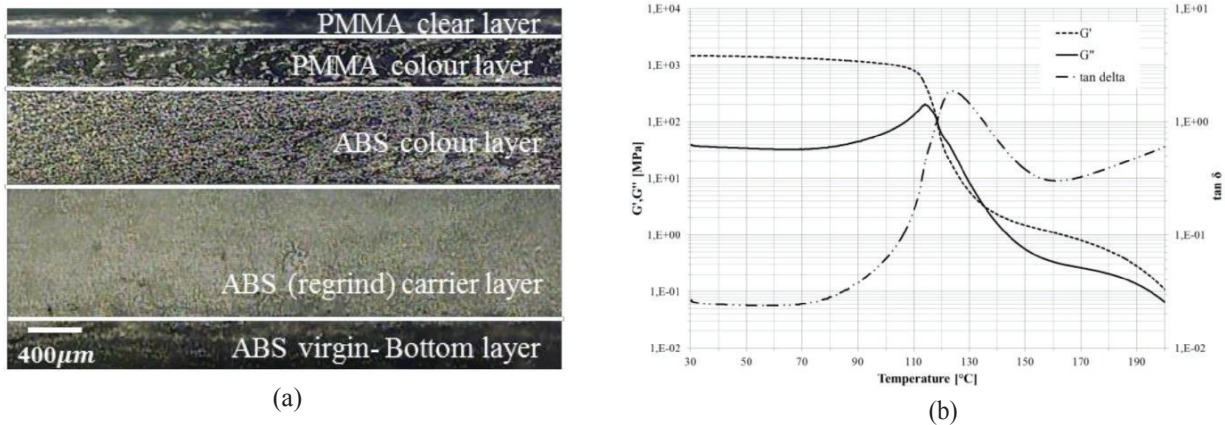 PMMA clear layer
PMMA colour layer
ABS colour layer
ABS (regrind) carrier layer
400μm
ABS virgin- Bottom layer
(a)
1,E+04
1,E+03
1,E+02
1,E+01
1,E+00
1,E-01
1,E-02
G',G'' [MPa]
G'
G''
tan delta
1,E+01
1,E+00
1,E-01
1,E-02
tan δ
30 50 70 90 110 130 150 170 190
Temperature [°C]
(b)